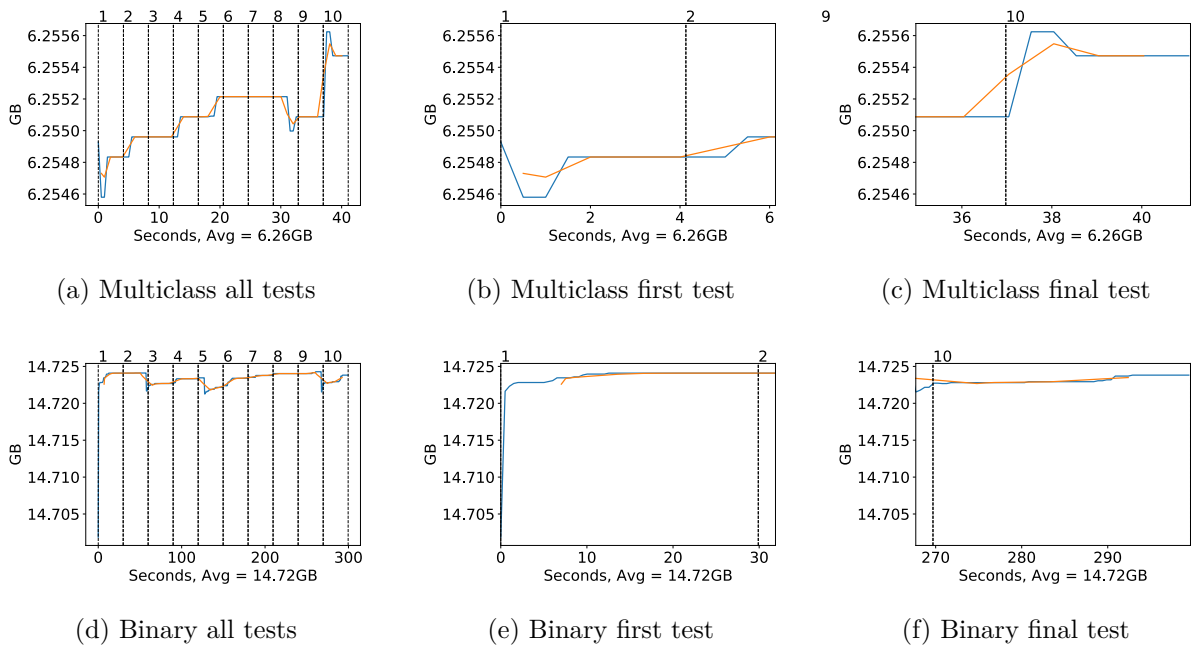 1 2 3 4 5 6 7 8 9 10
6.2556
6.2554
6.2552
6.2550
6.2548
6.2546
GB
0 10 20 30 40
Seconds, Avg = 6.26GB
(a) Multiclass all tests
1 2
6.2556
6.2554
6.2552
6.2550
6.2548
6.2546
GB
0 2 4 6
Seconds, Avg = 6.26GB
(b) Multiclass first test
9 10
6.2556
6.2554
6.2552
6.2550
6.2548
6.2546
GB
36 38 40
Seconds, Avg = 6.26GB
(c) Multiclass final test
1 2 3 4 5 6 7 8 9 10
14.725
14.720
14.715
14.710
14.705
GB
0 100 200 300
Seconds, Avg = 14.72GB
(d) Binary all tests
1 2
14.725
14.720
14.715
14.710
14.705
GB
0 10 20 30
Seconds, Avg = 14.72GB
(e) Binary first test
10
14.725
14.720
14.715
14.710
14.705
GB
270 280 290
Seconds, Avg = 14.72GB
(f) Binary final test